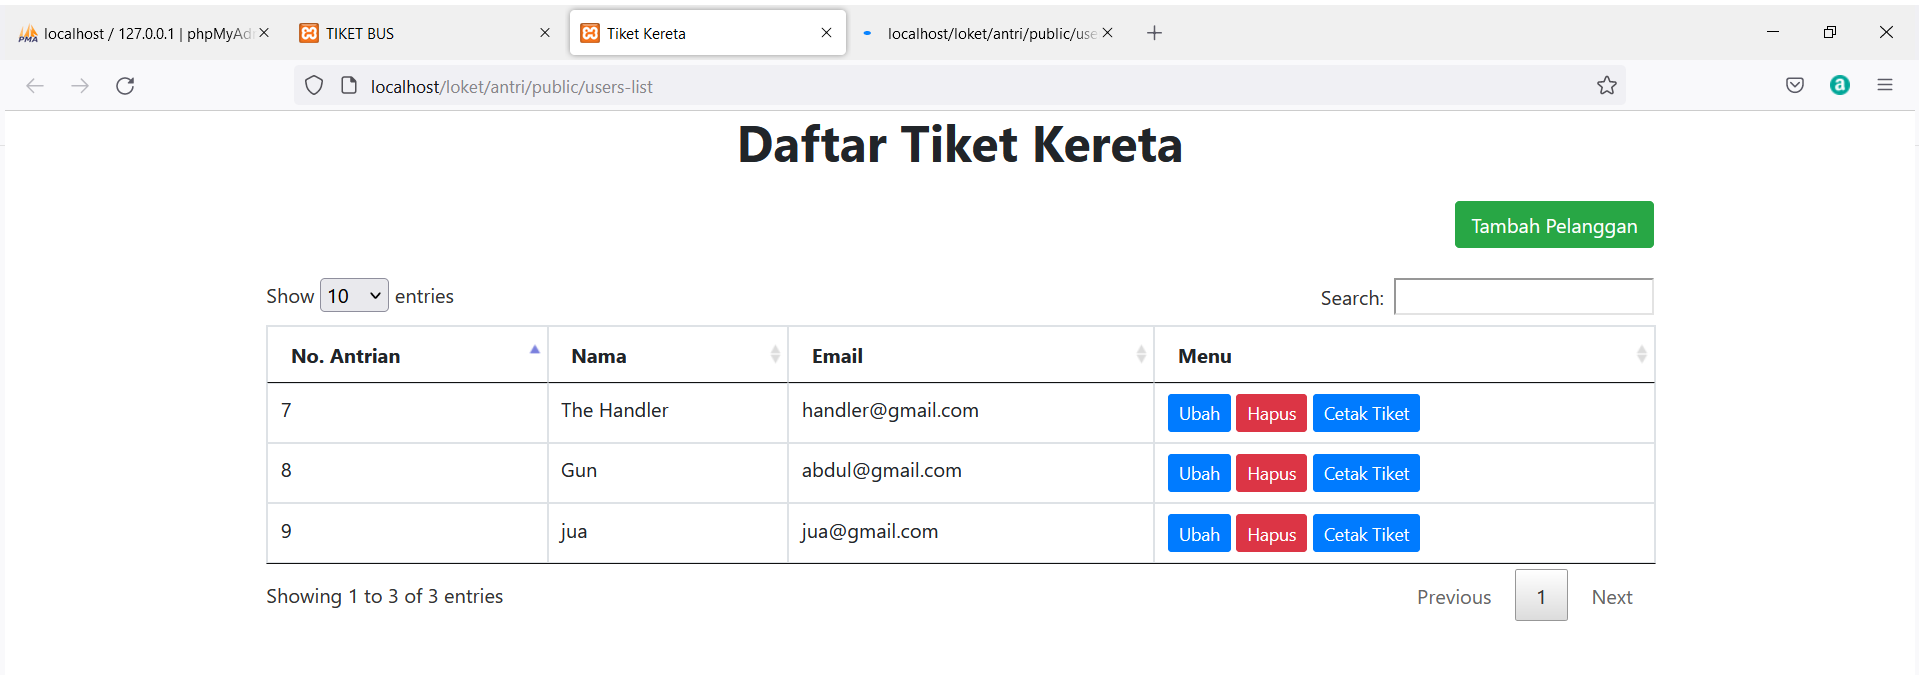 localhost / 127.0.0.1 | phpMyAd TIKET BUS Tiket Kereta localhost/loket/antri/public/use
localhost/loket/antri/public/users-list
Daftar Tiket Kereta
Tambah Pelanggan
Show 10 entries Search:
No. Antrian Nama Email Menu
7 The Handler handler@gmail.com Ubah Hapus Cetak Tiket
8 Gun abdul@gmail.com Ubah Hapus Cetak Tiket
9 jua jua@gmail.com Ubah Hapus Cetak Tiket
Showing 1 to 3 of 3 entries Previous 1 Next